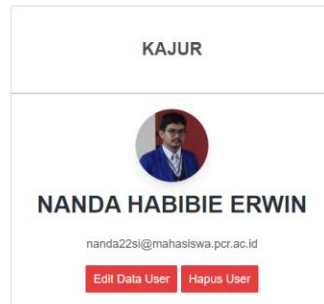 KAJUR
NANDA HABIBIE ERWIN
nanda22si@mahasiswa.pcr.ac.id
Edit Data User Hapus User